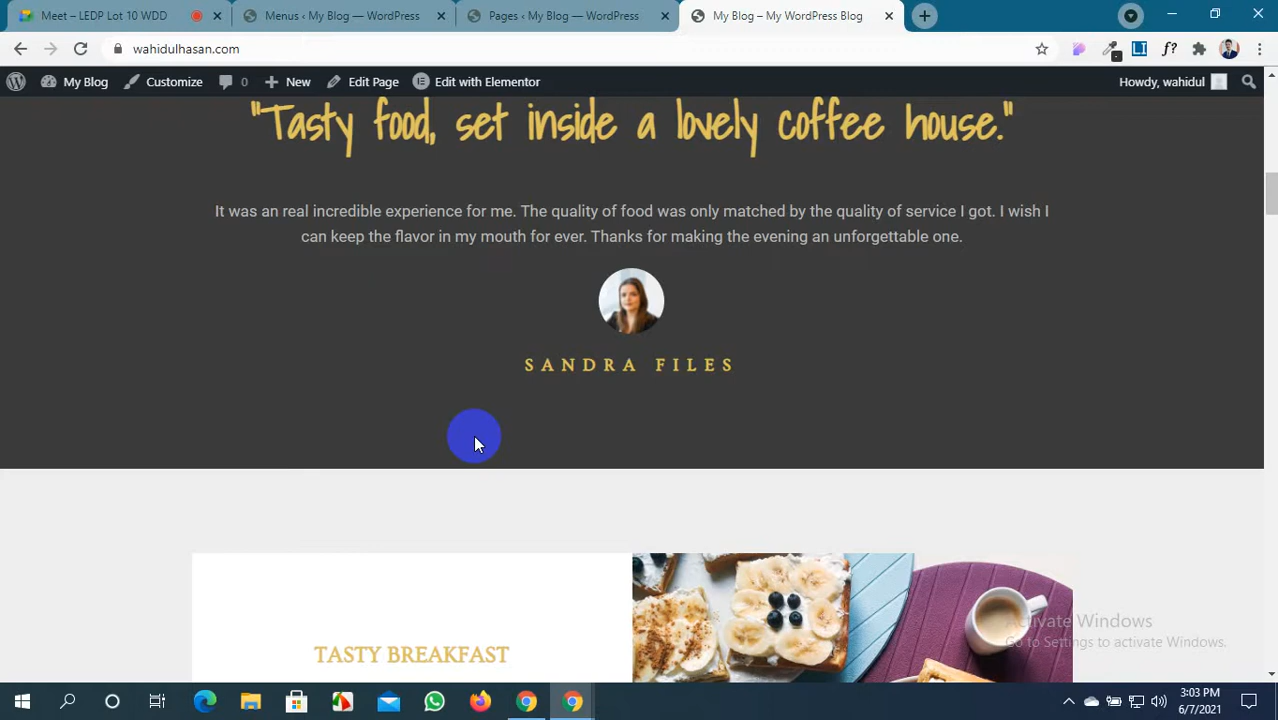 Meet – LEDP Lot 10 WDD
Menus ‹ My Blog — WordPress
Pages ‹ My Blog — WordPress
My Blog – My WordPress Blog
wahidulhasan.com
My Blog
Customize
0
New
Edit Page
Edit with Elementor
Howdy, wahidul
"Tasty food, set inside a lovely coffee house."
It was an real incredible experience for me. The quality of food was only matched by the quality of service I got. I wish I
can keep the flavor in my mouth for ever. Thanks for making the evening an unforgettable one.
SANDRA FILES
TASTY BREAKFAST
Activate Windows
Go to Settings to activate Windows.
3:03 PM
6/7/2021